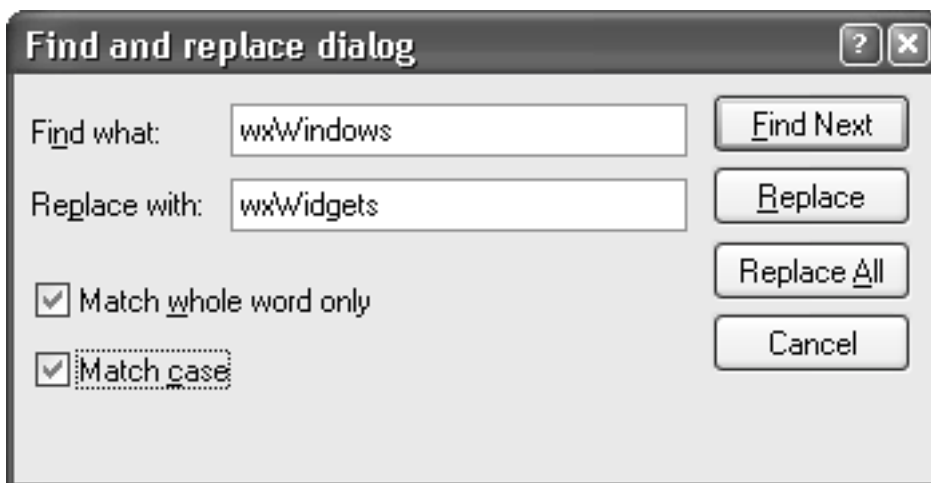 Find and replace dialog
Find what: wxWindows
Find Next
Replace with: wxWidgets
Replace
Replace All
Match whole word only
Cancel
Match case